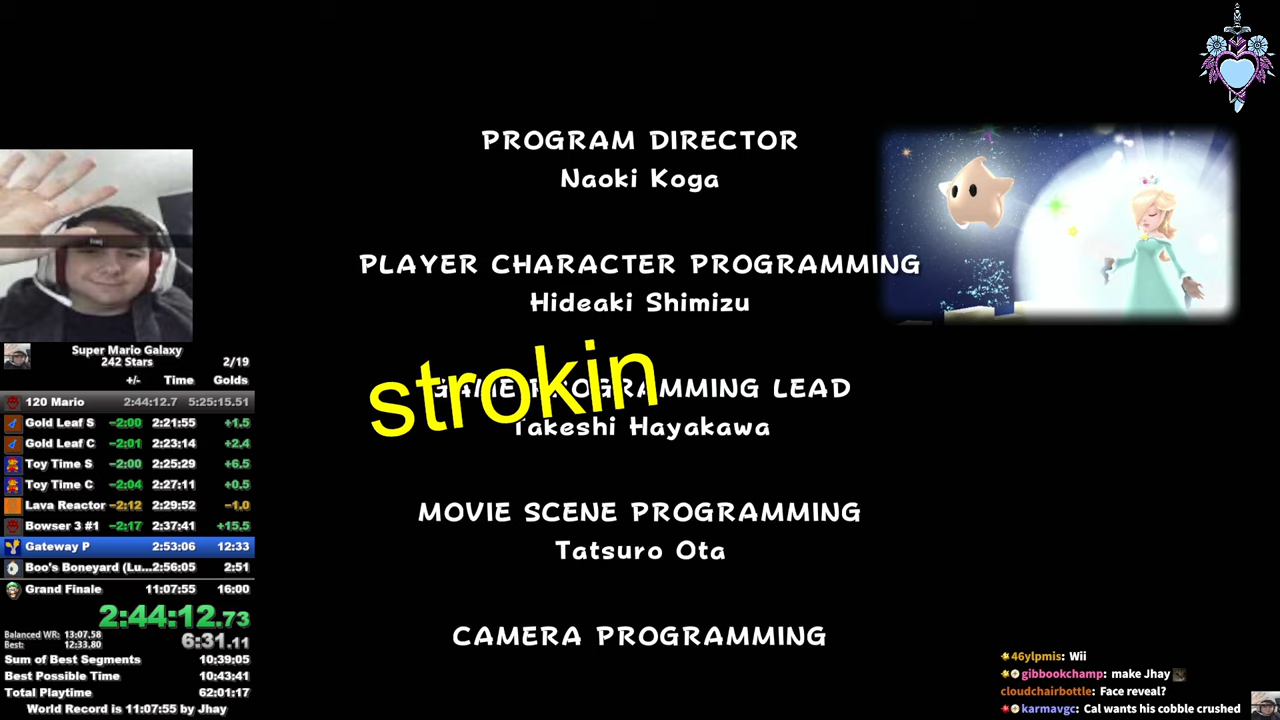 PROGRAM DIRECTOR
Naoki Koga
PLAYER CHARACTER PROGRAMMING
Hideaki Shimizu
strokin
GAME PROGRAMMING LEAD
Takeshi Hayakawa
MOVIE SCENE PROGRAMMING
Tatsuro Ota
CAMERA PROGRAMMING
Super Mario Galaxy
242 Stars 2/19
+/- Time Golds
120 Mario 2:44:12.7 5:25:15.51
Gold Leaf S −2:00 2:21:55 +1.5
Gold Leaf C −2:01 2:23:14 +2.4
Toy Time S −2:00 2:25:29 +6.5
Toy Time C −2:04 2:27:11 +0.5
Lava Reactor −2:12 2:29:52 −1.0
Bowser 3 #1 −2:17 2:37:41 +15.5
Gateway P 2:53:06 12:33
Boo's Boneyard (Lu... 2:56:05 2:51
Grand Finale 11:07:55 16:00
2:44:12.73
Balanced WR: 13:07.58
Best: 12:33.80
6:31.11
Sum of Best Segments 10:39:05
Best Possible Time 10:43:41
Total Playtime 62:01:17
World Record is 11:07:55 by Jhay
46ylpmis: Wii
gibbookchamp: make Jhay
cloudchairbottle: Face reveal?
karmavgc: Cal wants his cobble crushed